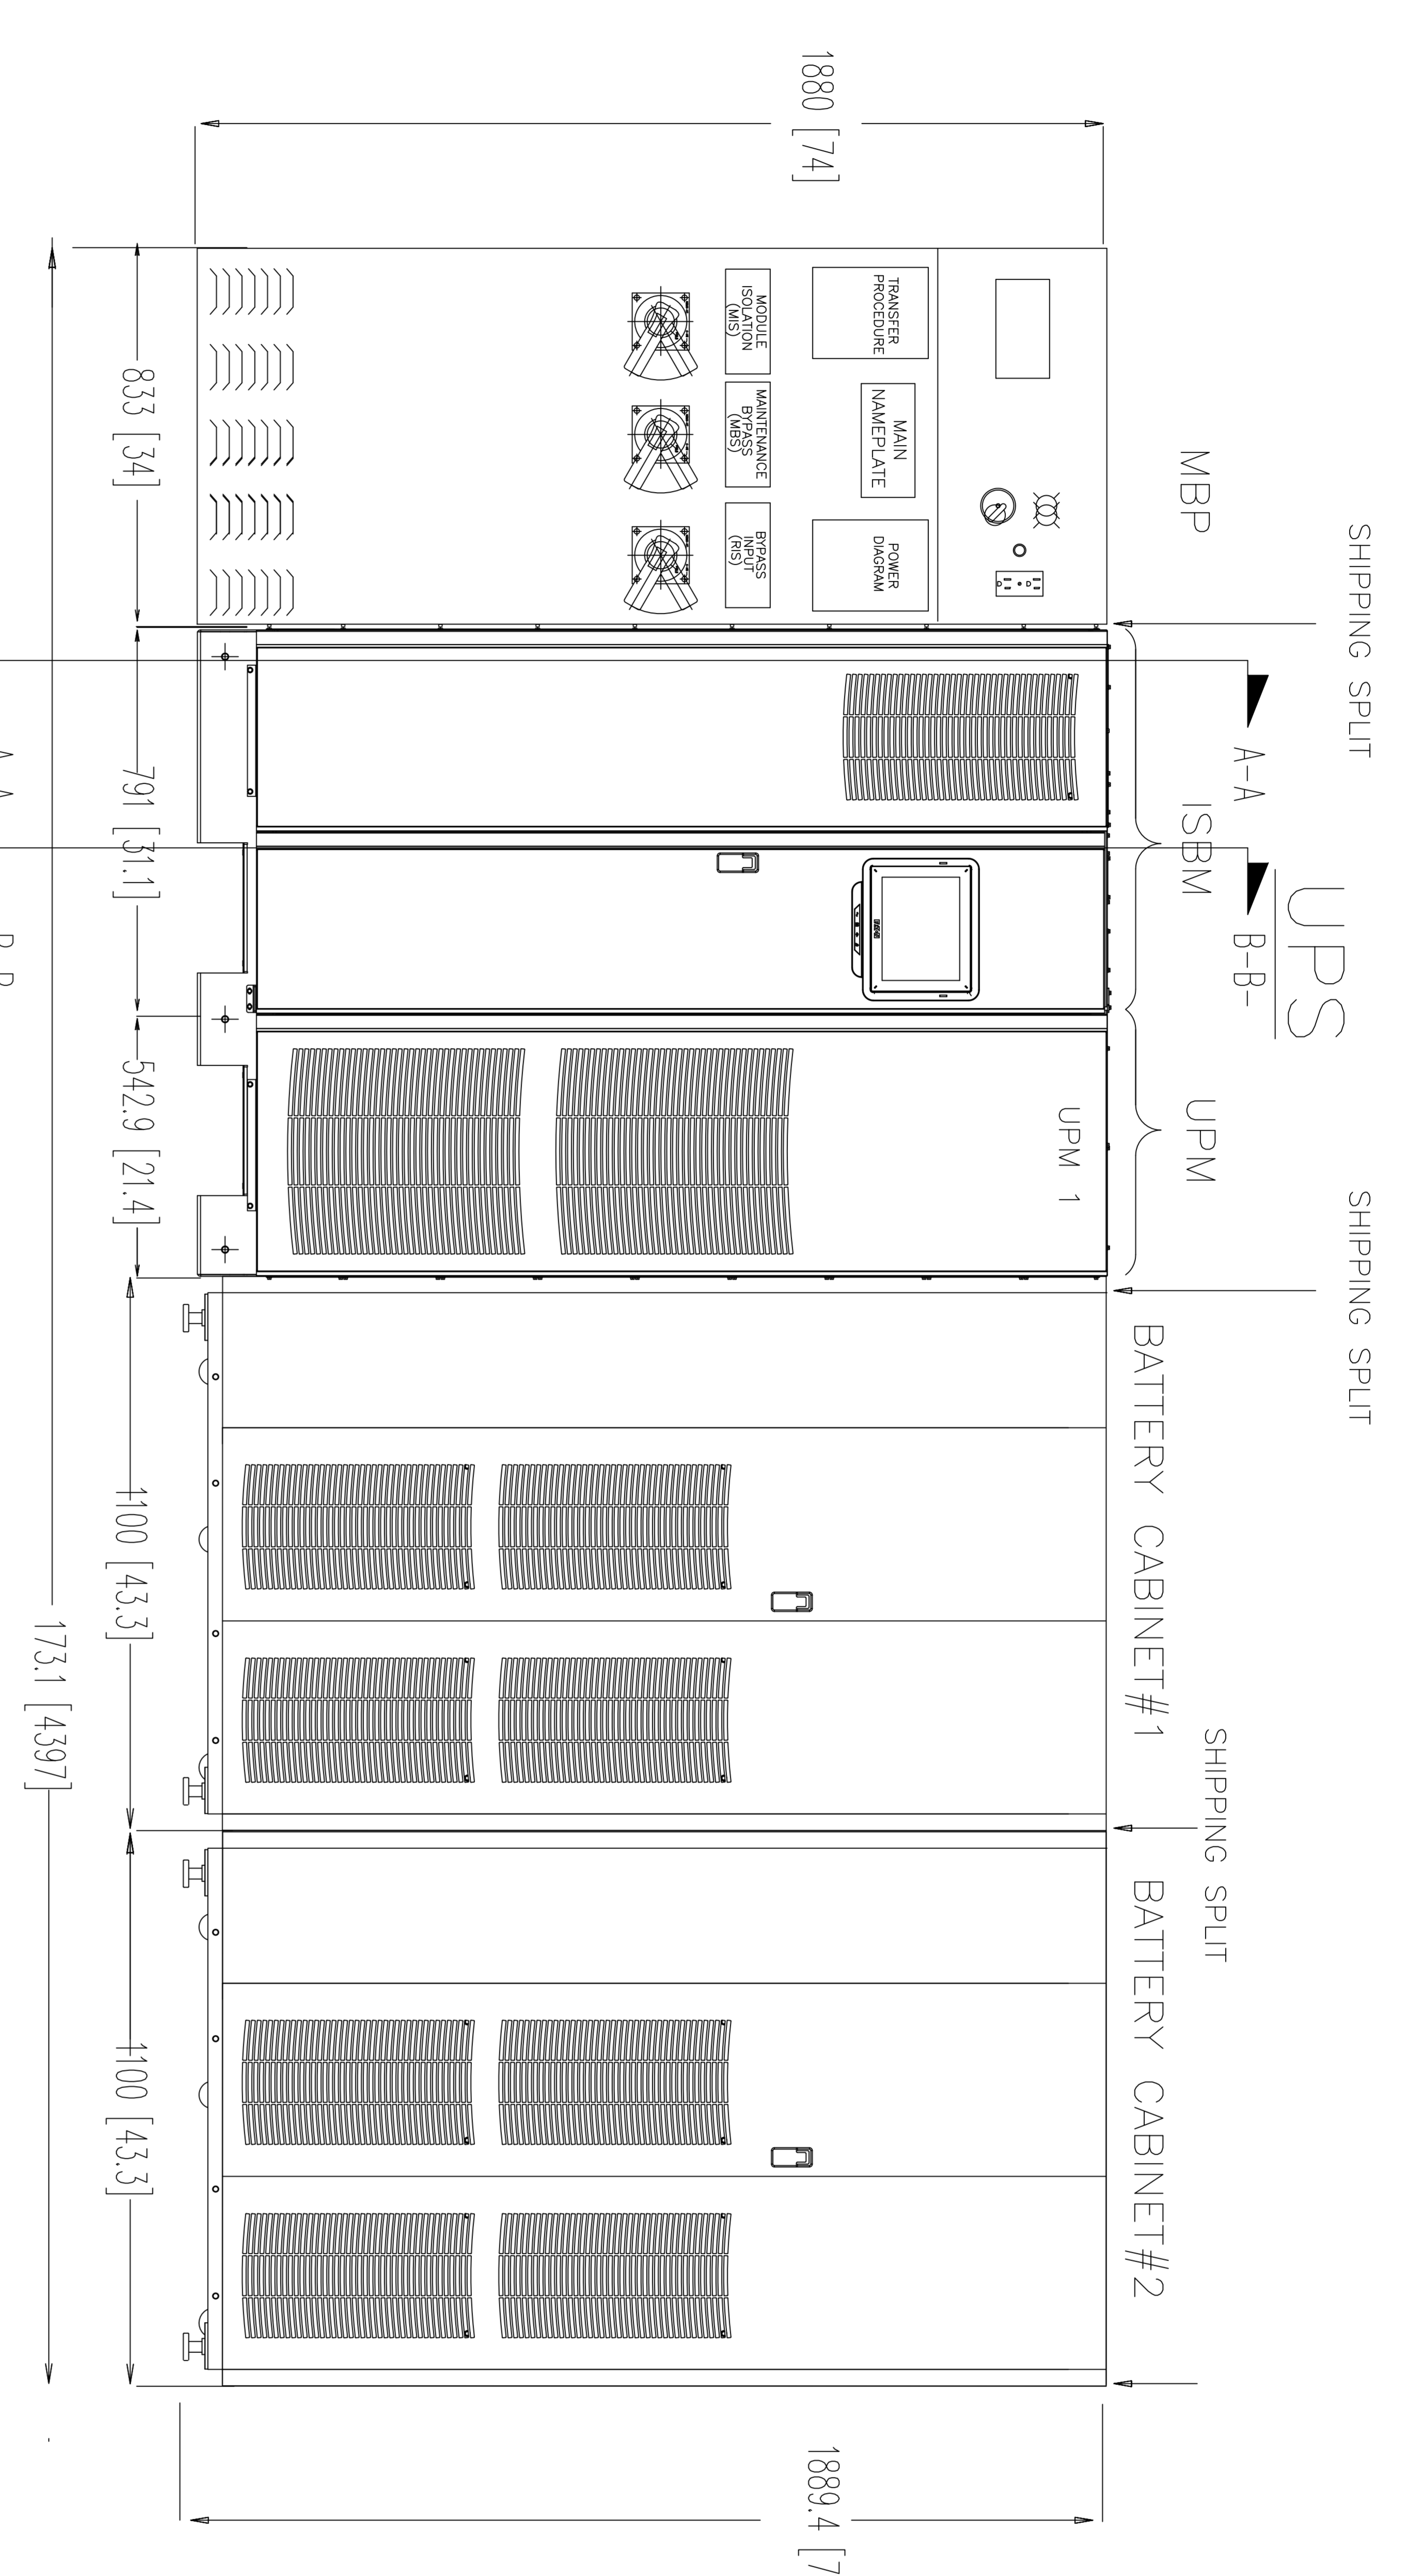 SHIPPING SPLIT
SHIPPING SPLIT
SHIPPING SPLIT
UPS
A-A
B-B-
MBP
ISBM
UPM
BATTERY CABINET#1
BATTERY CABINET#2
1880 [74]
TRANSFER
PROCEDURE
MAIN
NAMEPLATE
POWER
DIAGRAM
MODULE
ISOLATION
(MIS)
MAINTENANCE
BYPASS
(MBS)
BYPASS
INPUT
(RIS)
UPM 1
1889.4 [7
833 [34]
791 [31.1]
542.9 [21.4]
1100 [43.3]
1100 [43.3]
173.1 [4397]